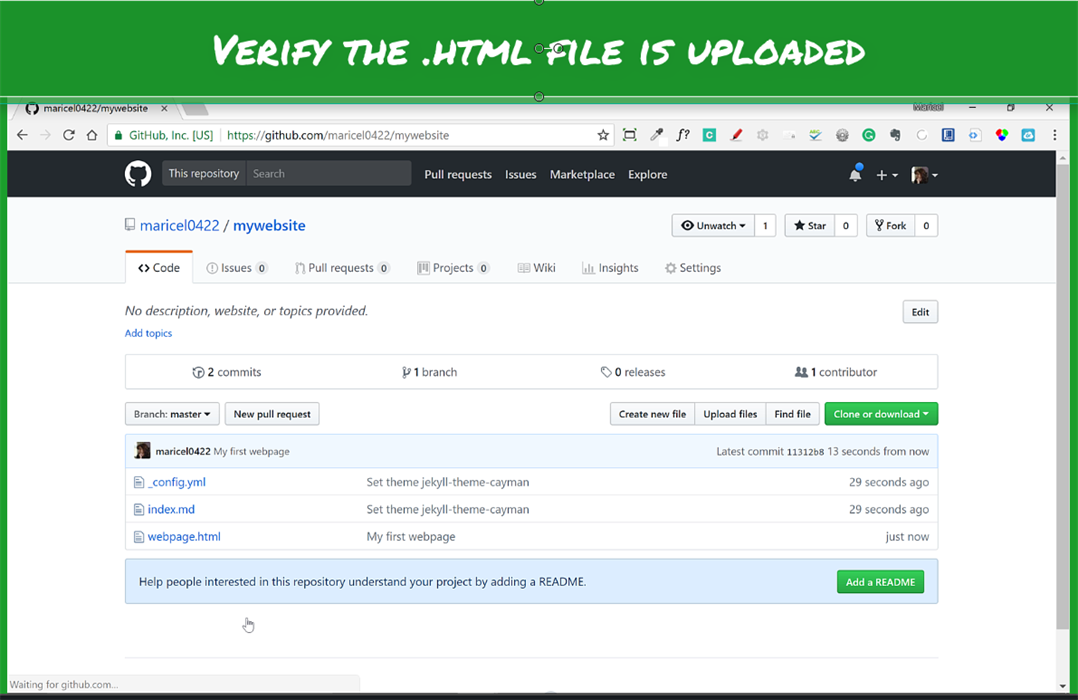 VERIFY THE .HTML FILE IS UPLOADED
maricel0422/mywebsite
Maricel
GitHub, Inc. [US] https://github.com/maricel0422/mywebsite
This repository Search Pull requests Issues Marketplace Explore
maricel0422 / mywebsite Unwatch 1 Star 0 Fork 0
Code Issues 0 Pull requests 0 Projects 0 Wiki Insights Settings
No description, website, or topics provided. Edit
Add topics
2 commits 1 branch 0 releases 1 contributor
Branch: master New pull request Create new file Upload files Find file Clone or download
maricel0422 My first webpage Latest commit 11312b8 13 seconds from now
_config.yml Set theme jekyll-theme-cayman 29 seconds ago
index.md Set theme jekyll-theme-cayman 29 seconds ago
webpage.html My first webpage just now
Help people interested in this repository understand your project by adding a README. Add a README
Waiting for github.com...